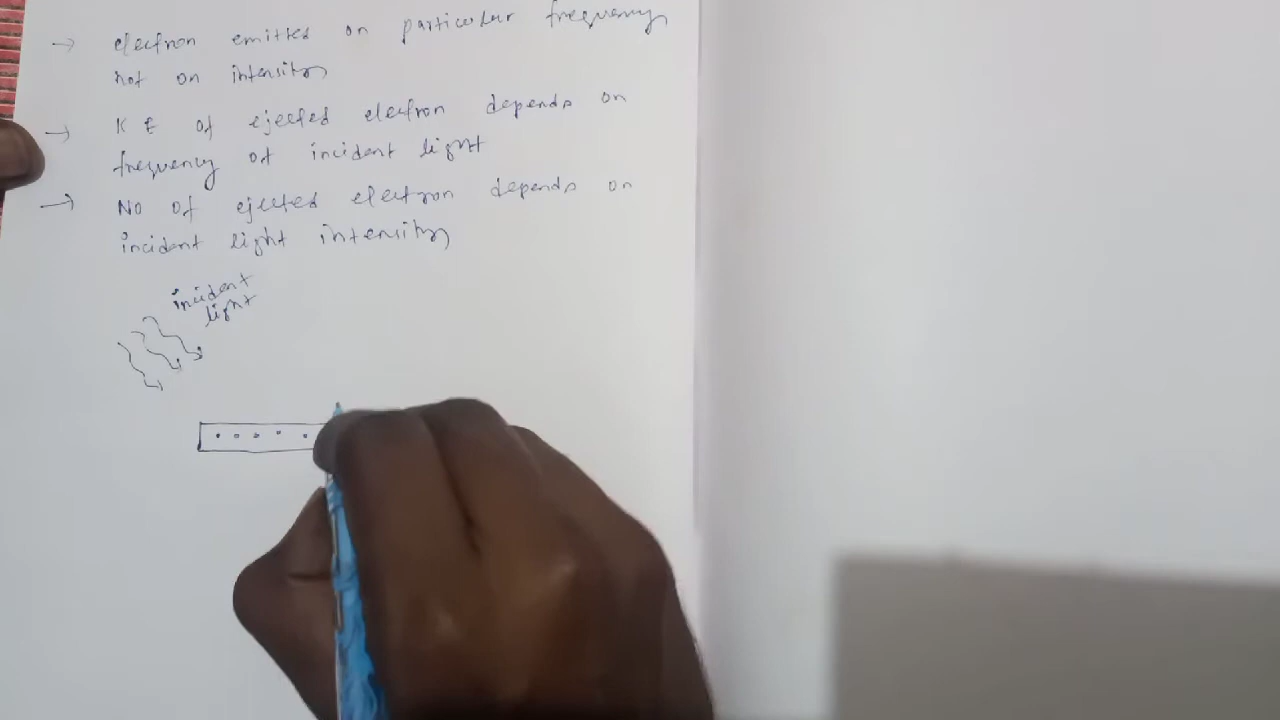 → electron emitted on particular frequency
not on intensity
→ K E of ejected electron depends on
frequency of incident light
→ No of ejected electron depends on
incident light intensity
incident
light